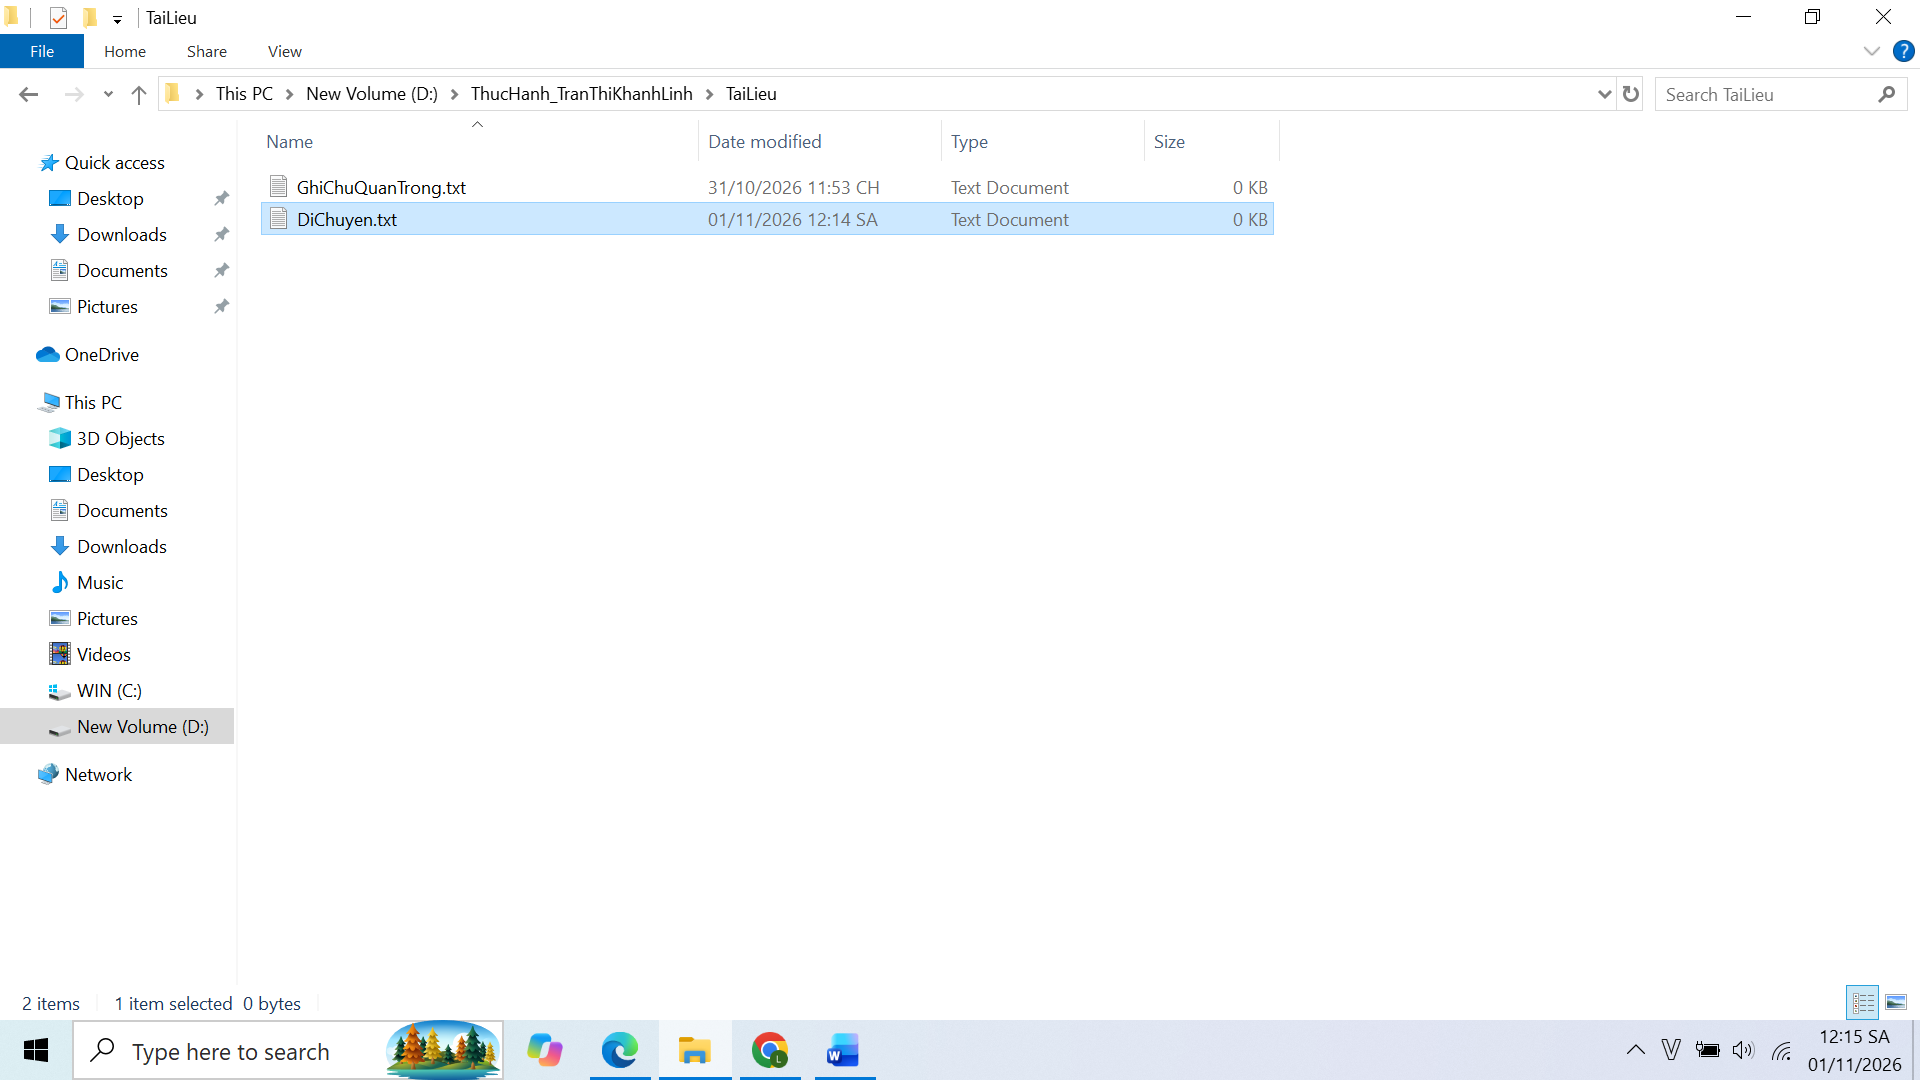 TaiLieu
File Home Share View
This PC New Volume (D:) ThucHanh_TranThiKhanhLinh TaiLieu
Search TaiLieu
Name Date modified Type Size
GhiChuQuanTrong.txt 31/10/2026 11:53 CH Text Document 0 KB
DiChuyen.txt 01/11/2026 12:14 SA Text Document 0 KB
Quick access
Desktop
Downloads
Documents
Pictures
OneDrive
This PC
3D Objects
Desktop
Documents
Downloads
Music
Pictures
Videos
WIN (C:)
New Volume (D:)
Network
2 items 1 item selected 0 bytes
Type here to search
L
W
V
12:15 SA
01/11/2026